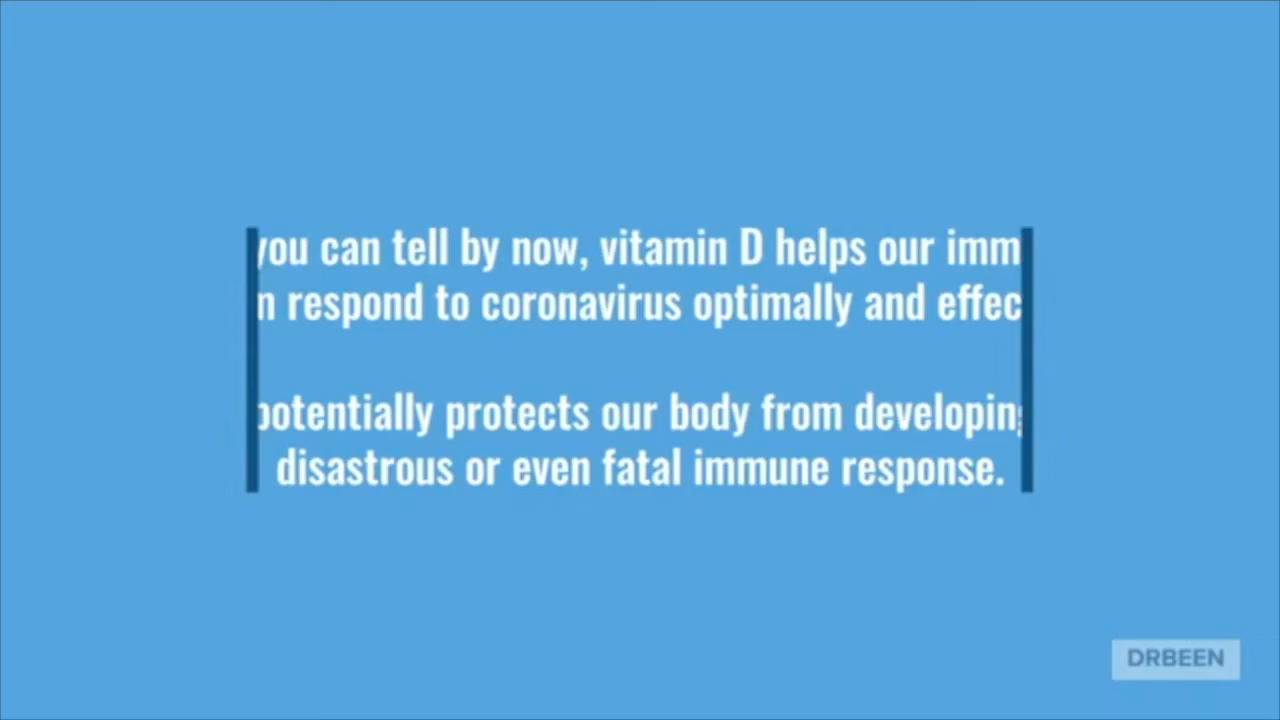 you can tell by now, vitamin D helps our imm
n respond to coronavirus optimally and effec
potentially protects our body from developing
disastrous or even fatal immune response.
DRBEEN